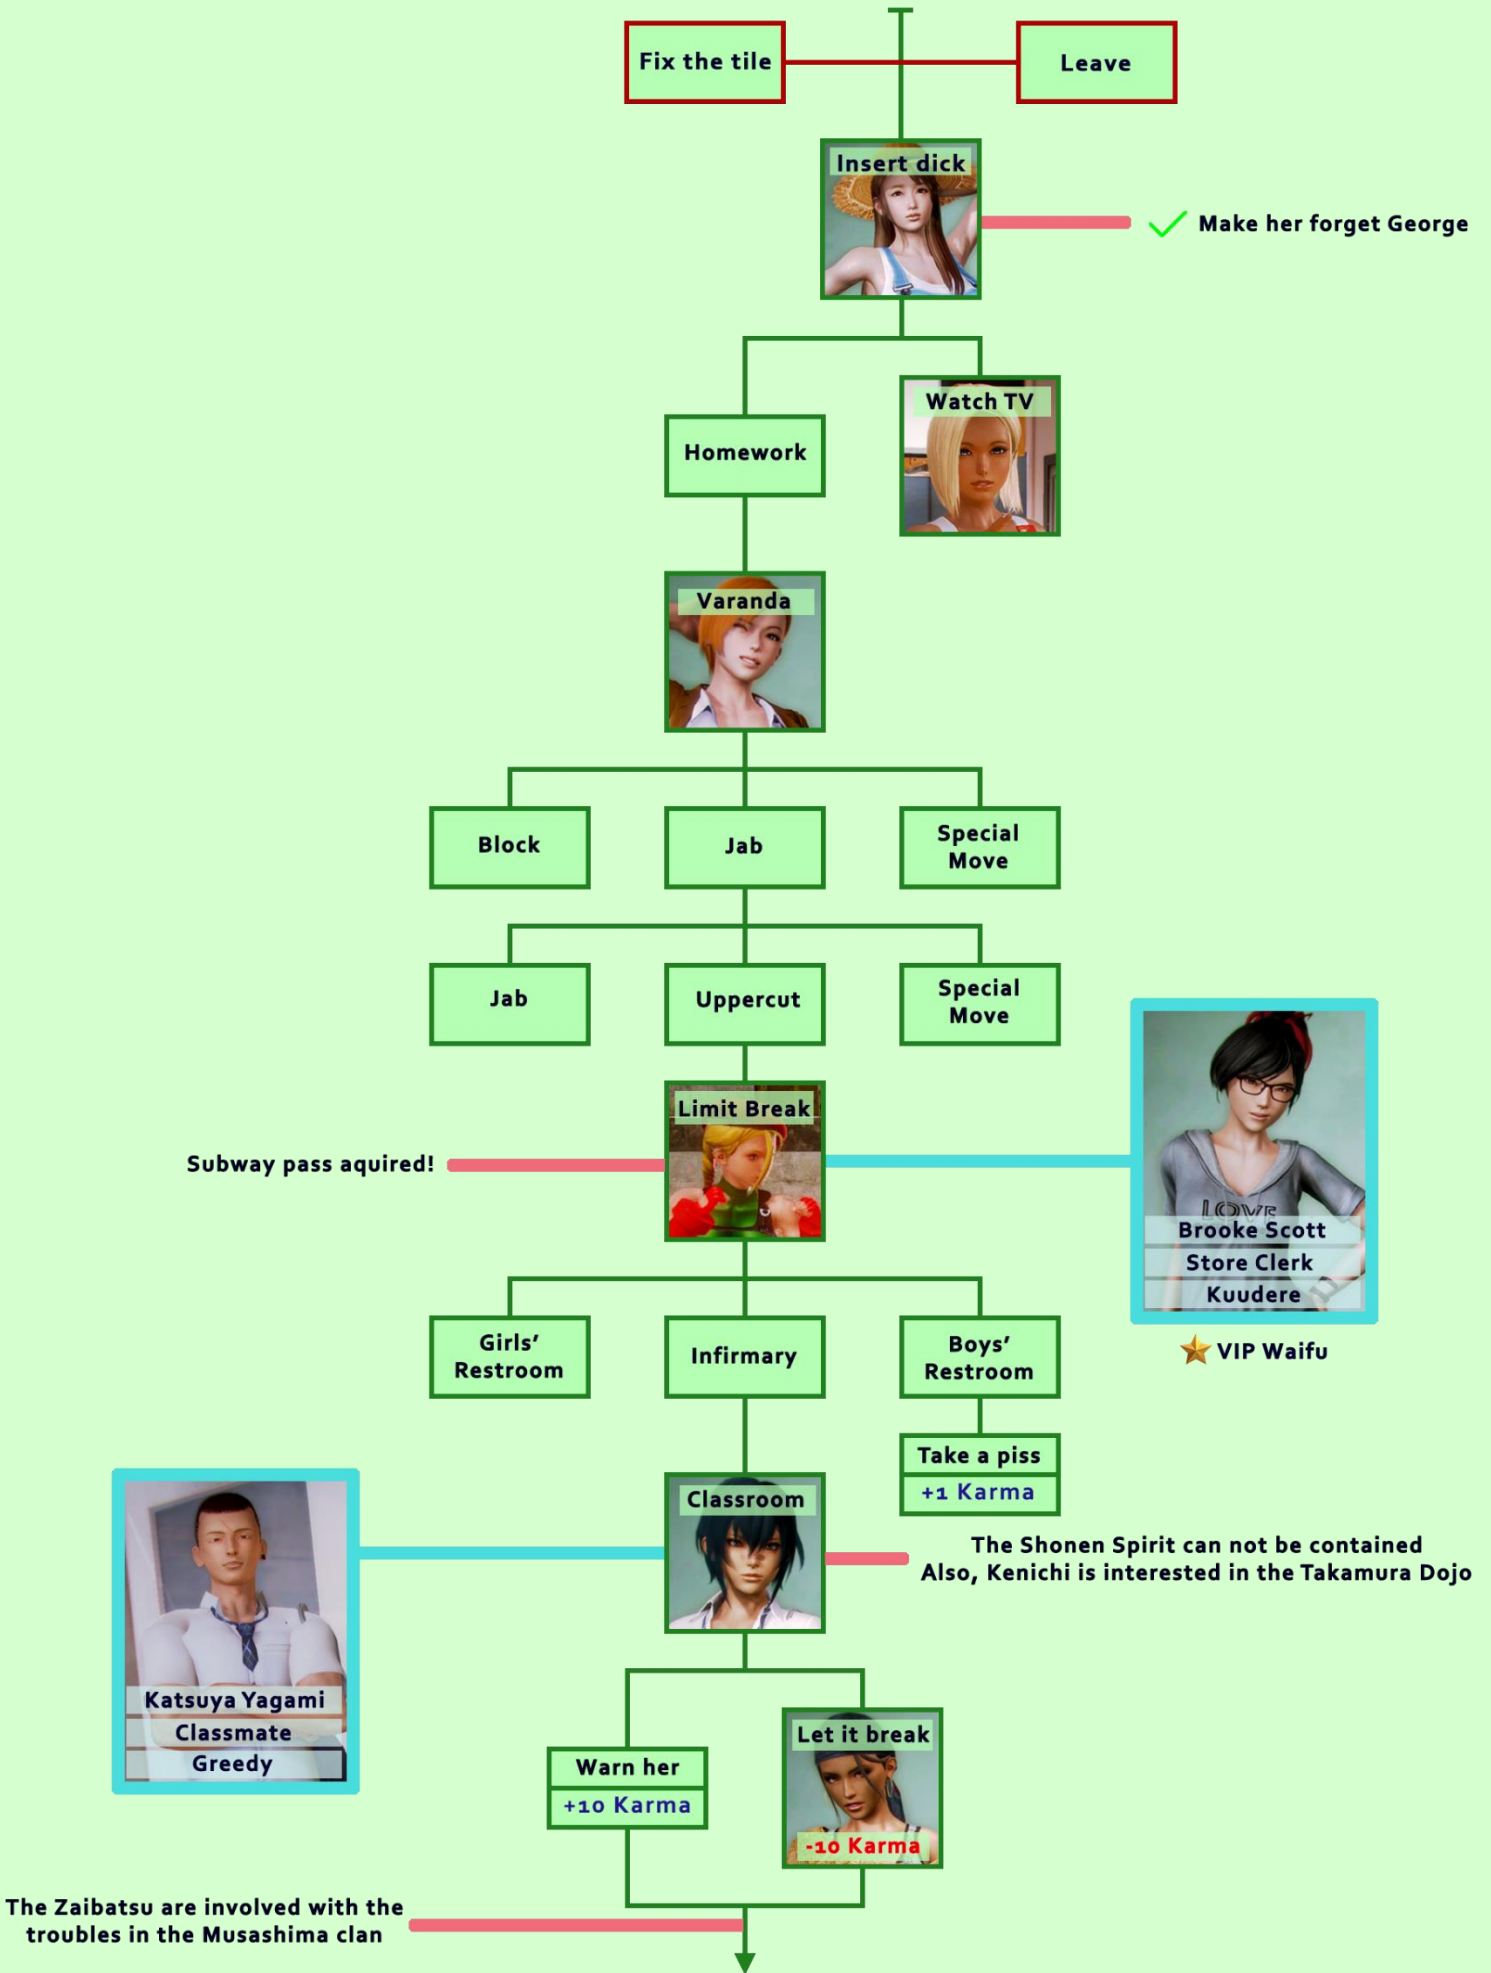 Fix the tile
Leave
Insert dick
Make her forget George
Watch TV
Homework
Varanda
Block
Jab
Special
Move
Jab
Uppercut
Special
Move
Limit Break
Subway pass aquired!
LOVE
Brooke Scott
Store Clerk
Kuudere
VIP Waifu
Girls'
Restroom
Infirmary
Boys'
Restroom
Take a piss
+1 Karma
Classroom
The Shonen Spirit can not be contained
Also, Kenichi is interested in the Takamura Dojo
Katsuya Yagami
Classmate
Greedy
Warn her
+10 Karma
Let it break
-10 Karma
The Zaibatsu are involved with the
troubles in the Musashima clan